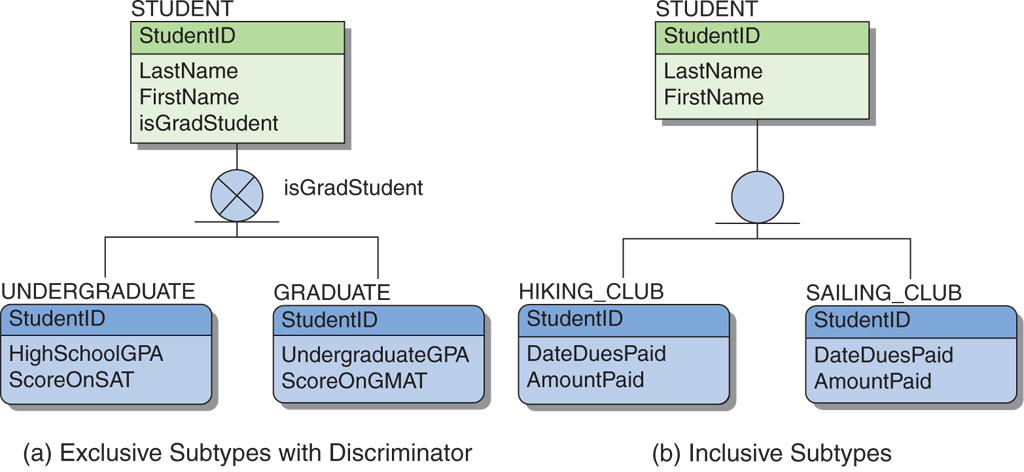 STUDENT
StudentID
LastName
FirstName
isGradStudent
isGradStudent
UNDERGRADUATE
StudentID
HighSchoolGPA
ScoreOnSAT
GRADUATE
StudentID
UndergraduateGPA
ScoreOnGMAT
(a) Exclusive Subtypes with Discriminator
STUDENT
StudentID
LastName
FirstName
HIKING_CLUB
StudentID
DateDuesPaid
AmountPaid
SAILING_CLUB
StudentID
DateDuesPaid
AmountPaid
(b) Inclusive Subtypes